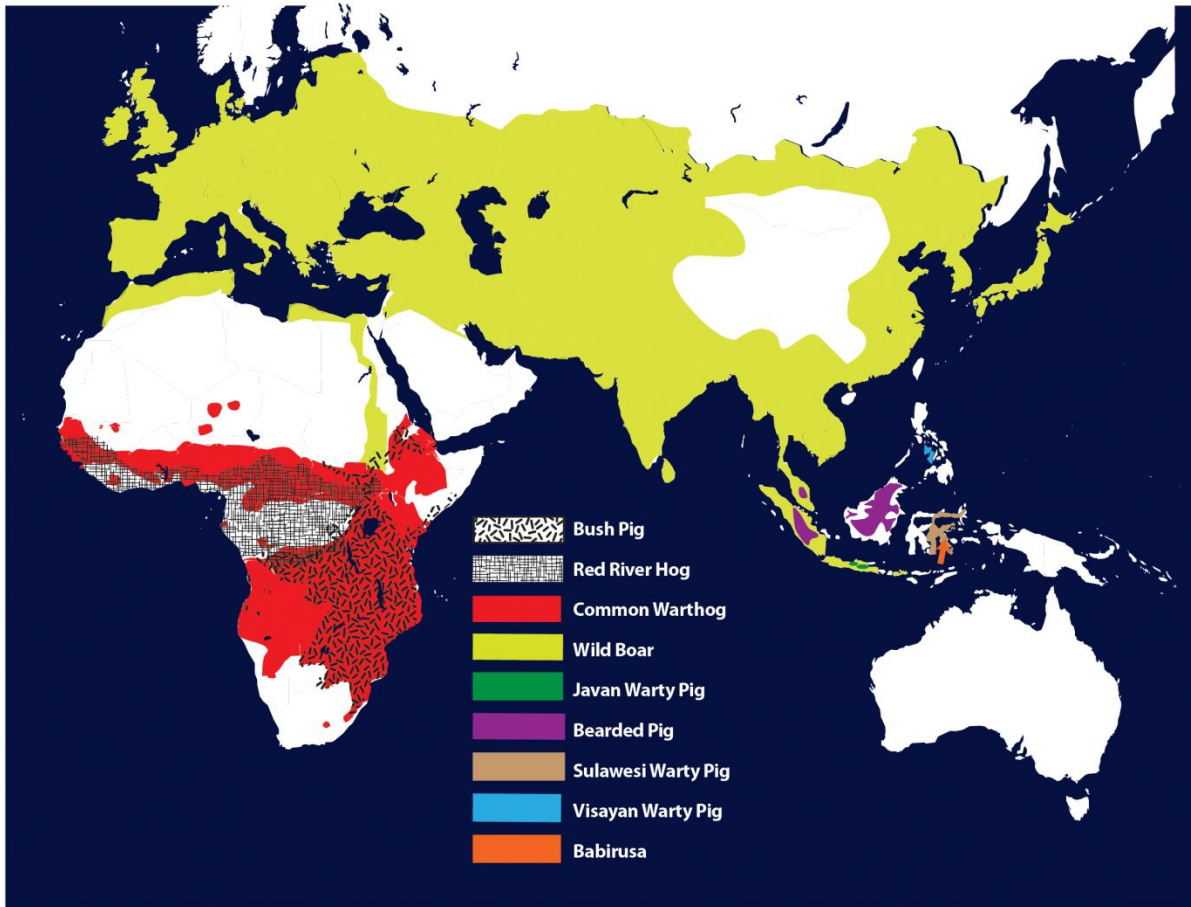 Bush Pig
Red River Hog
Common Warthog
Wild Boar
Javan Warty Pig
Bearded Pig
Sulawesi Warty Pig
Visayan Warty Pig
Babirusa